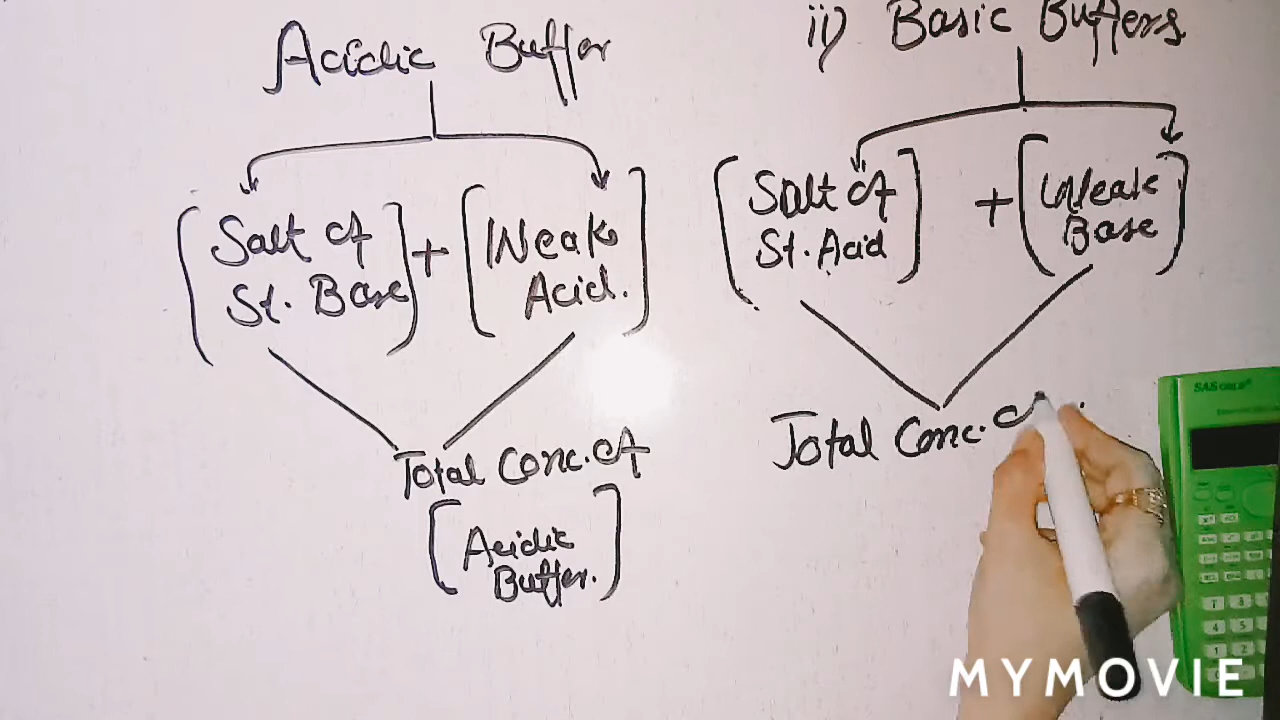 Acidic Buffer
ii) Basic Buffers
[Salt of
St. Base] + [Weak
Acid.]
[Salt of
St. Acid] + [Weak
Base]
Total Conc. of
[Acidic
Buffer.]
Total Conc. of
MYMOVIE